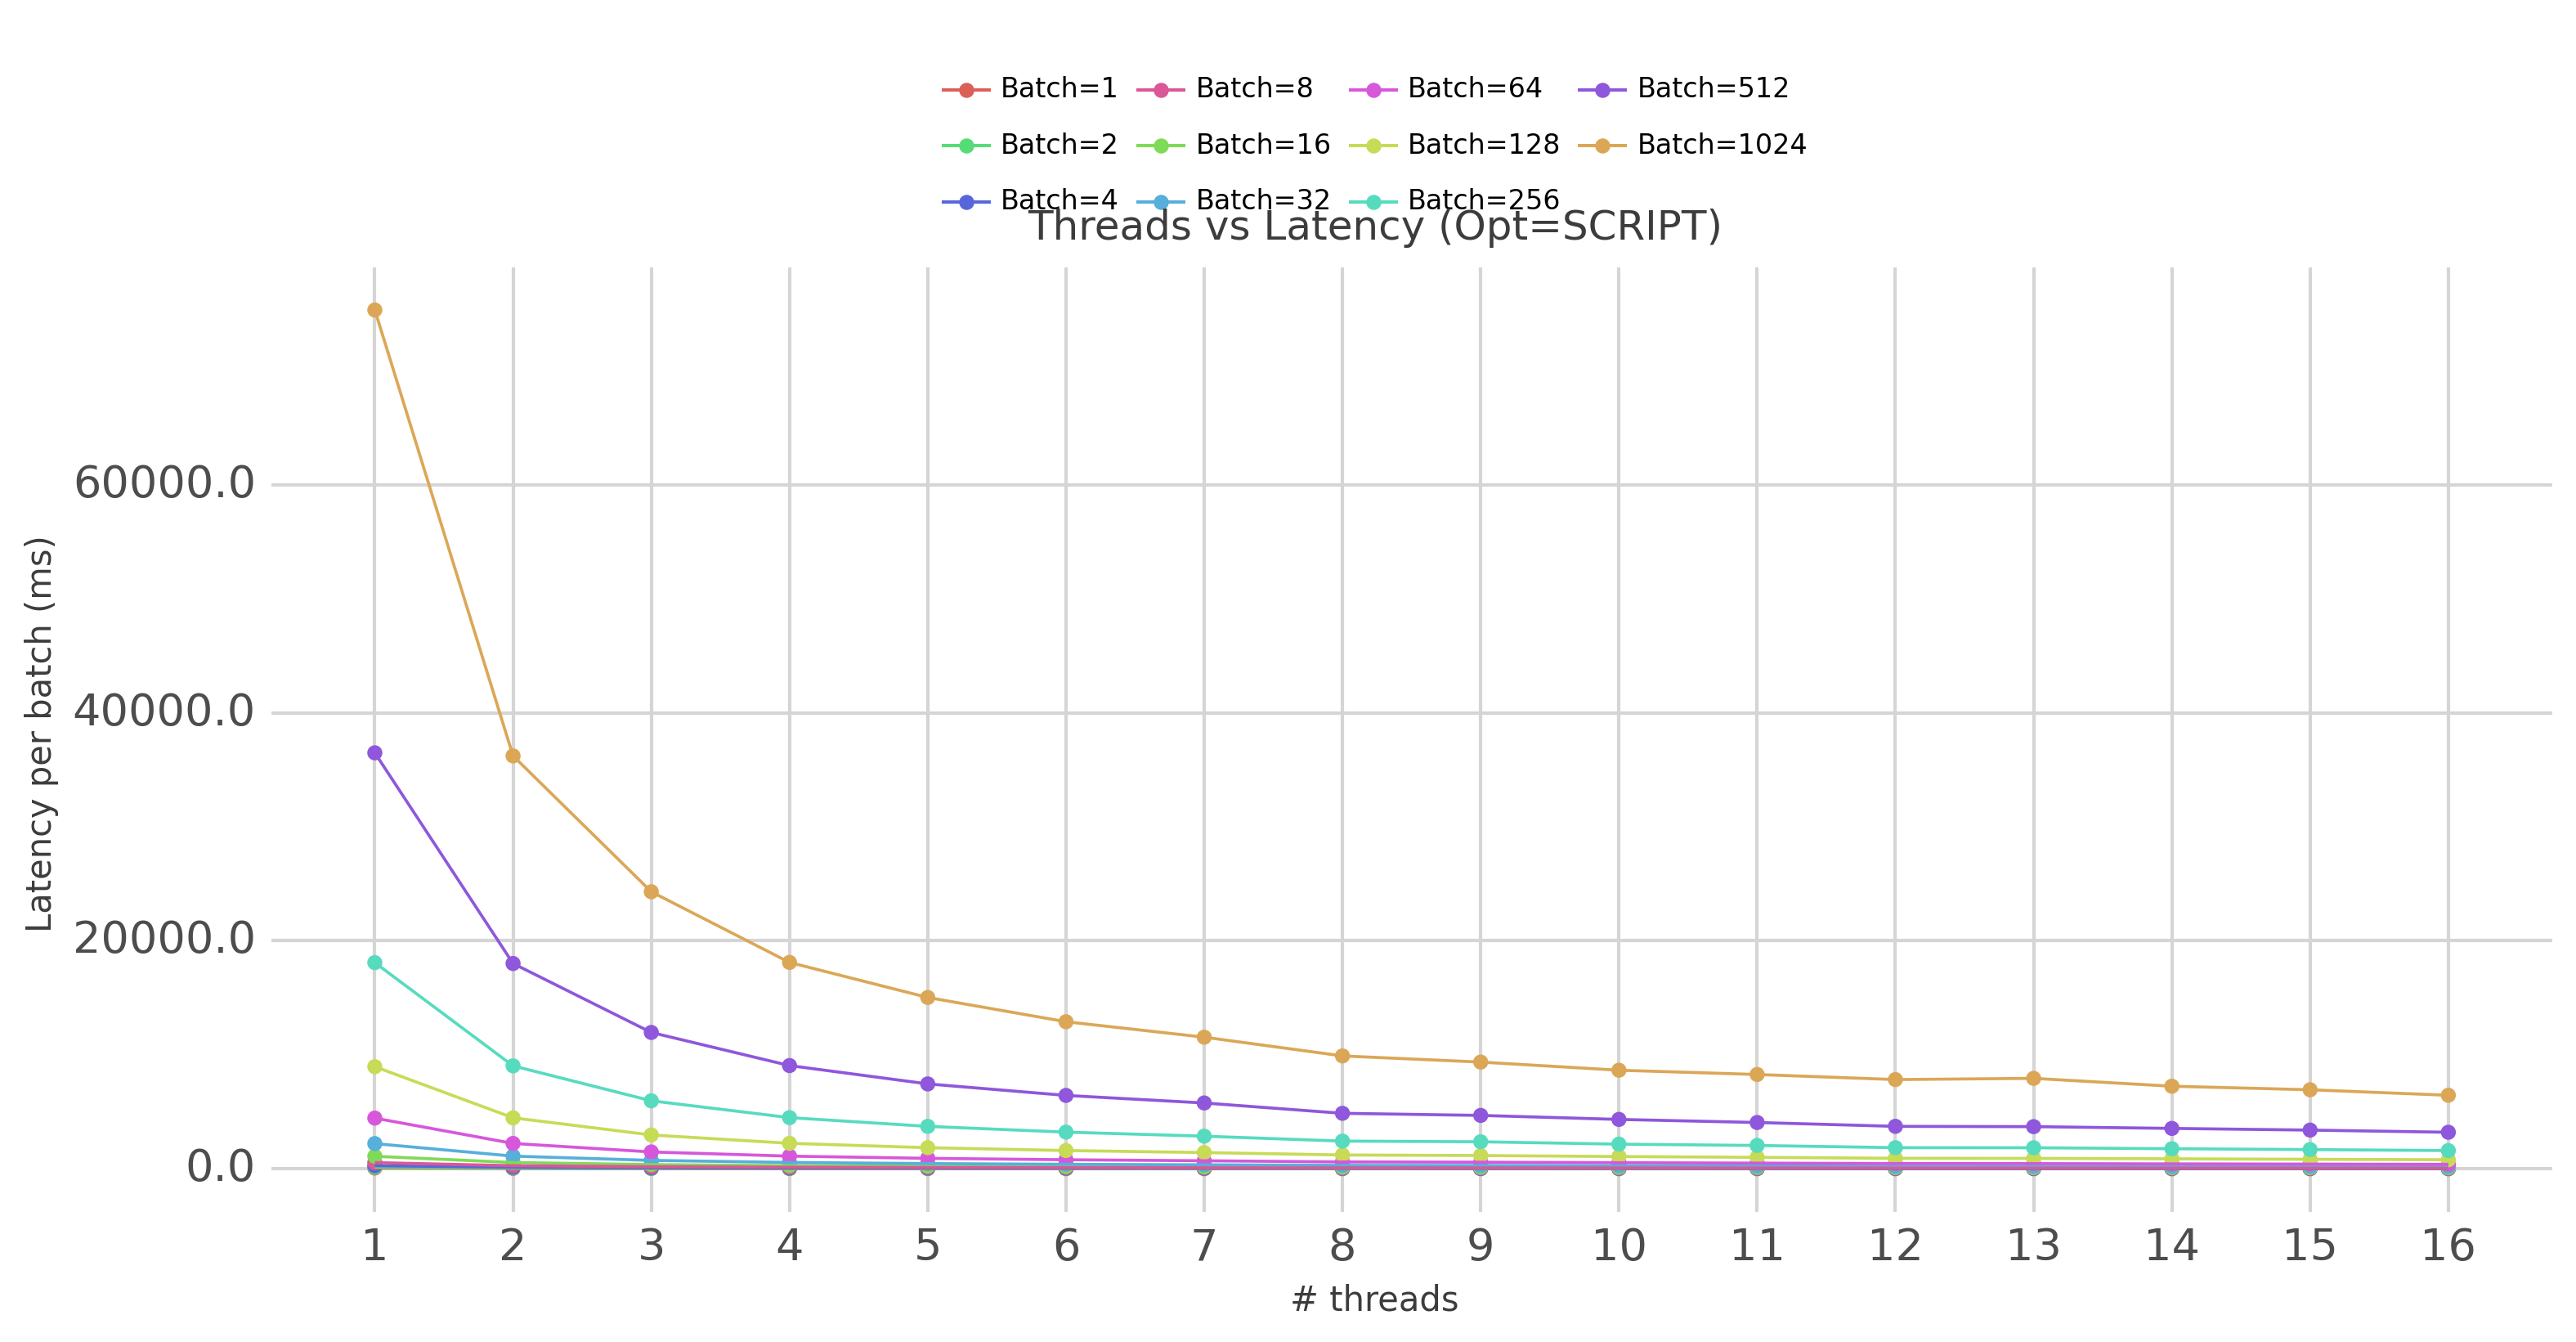 Batch=1 Batch=8 Batch=64 Batch=512
Batch=2 Batch=16 Batch=128 Batch=1024
Batch=4 Batch=32 Batch=256
Threads vs Latency (Opt=SCRIPT)
Latency per batch (ms)
60000.0
40000.0
20000.0
0.0
1 2 3 4 5 6 7 8 9 10 11 12 13 14 15 16
# threads